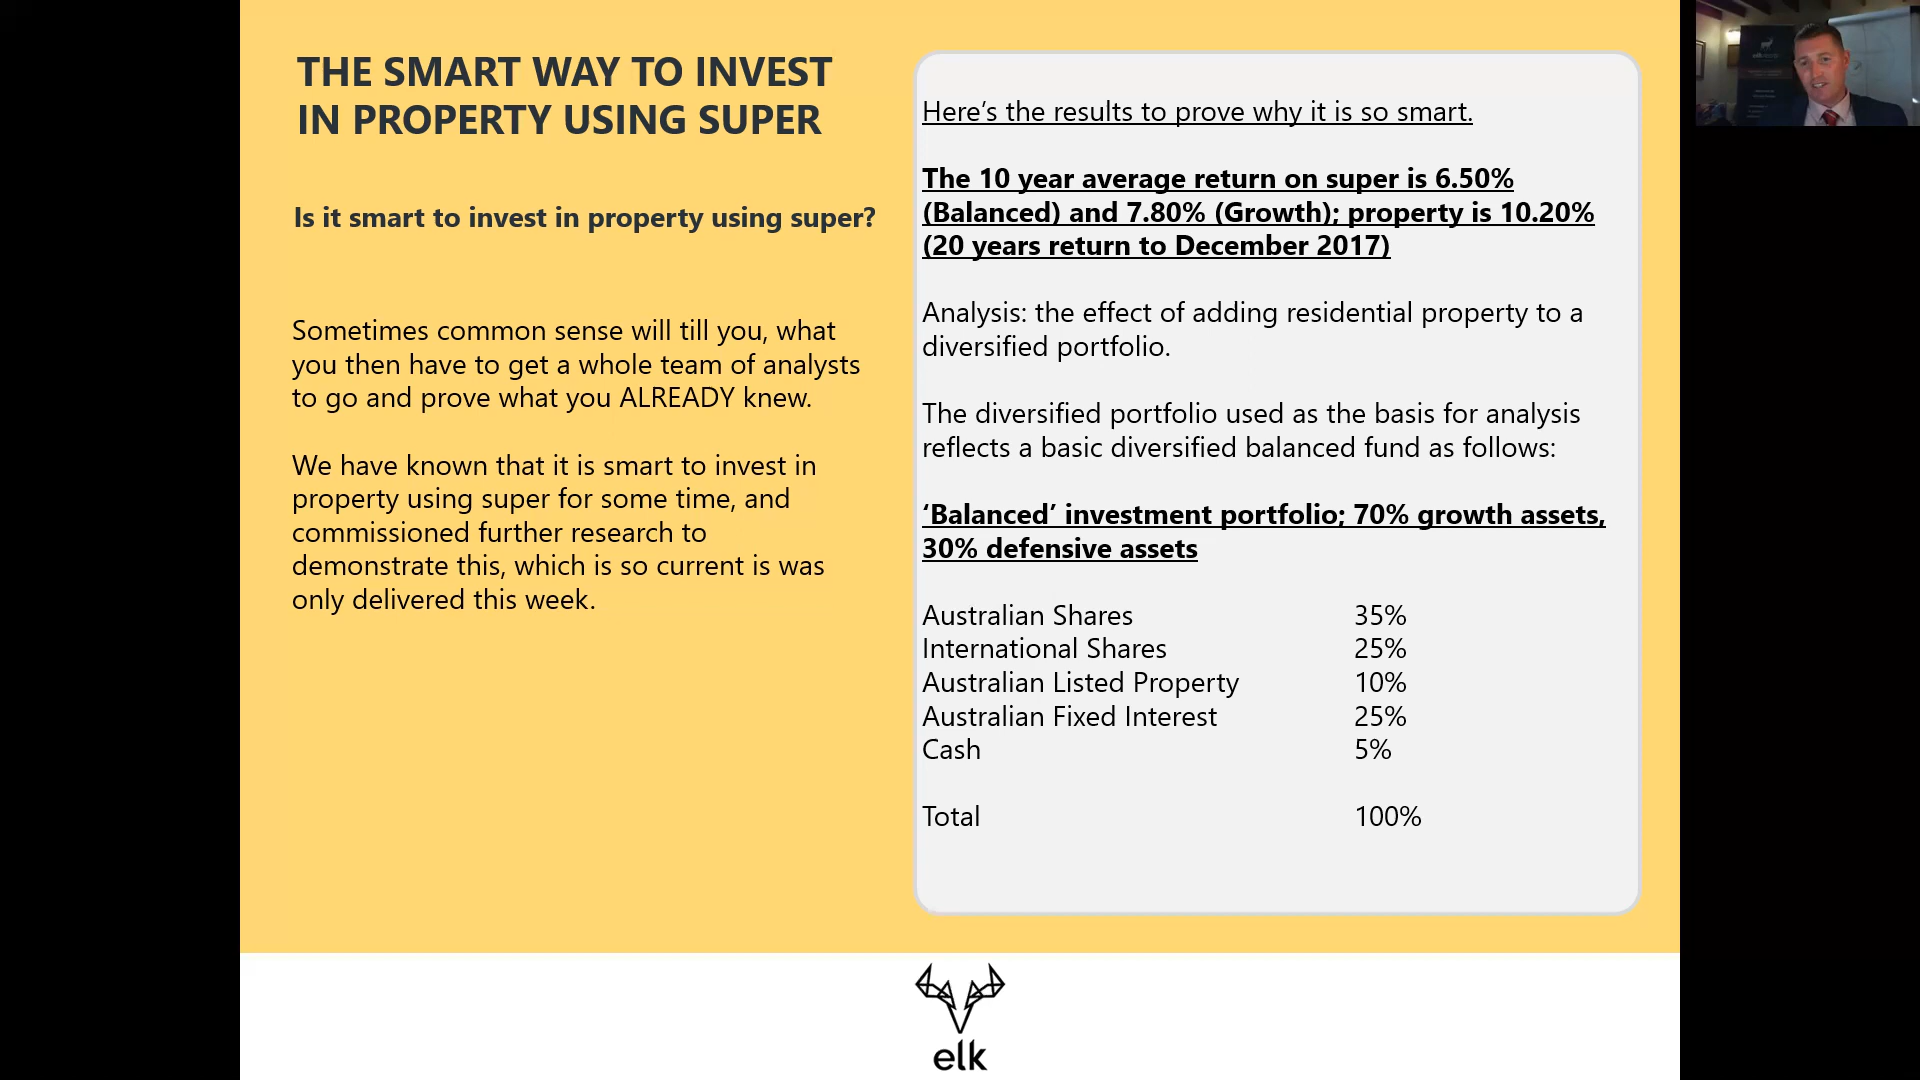 THE SMART WAY TO INVEST
IN PROPERTY USING SUPER
Is it smart to invest in property using super?
Sometimes common sense will till you, what
you then have to get a whole team of analysts
to go and prove what you ALREADY knew.
We have known that it is smart to invest in
property using super for some time, and
commissioned further research to
demonstrate this, which is so current is was
only delivered this week.
Here’s the results to prove why it is so smart.
The 10 year average return on super is 6.50%
(Balanced) and 7.80% (Growth); property is 10.20%
(20 years return to December 2017)
Analysis: the effect of adding residential property to a
diversified portfolio.
The diversified portfolio used as the basis for analysis
reflects a basic diversified balanced fund as follows:
‘Balanced’ investment portfolio; 70% growth assets,
30% defensive assets
Australian Shares 35%
International Shares 25%
Australian Listed Property 10%
Australian Fixed Interest 25%
Cash 5%
Total 100%
elk